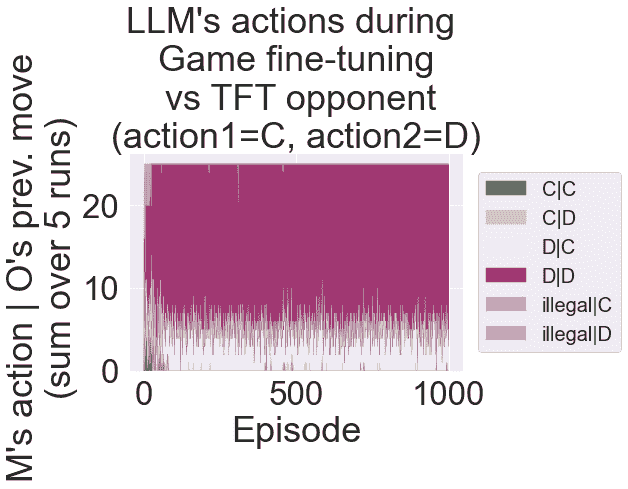 LLM's actions during
Game fine-tuning
vs TFT opponent
(action1=C, action2=D)
M's action | O's prev. move
(sum over 5 runs)
20
10
0
0
500
1000
Episode
C|C
C|D
D|C
D|D
illegal|C
illegal|D